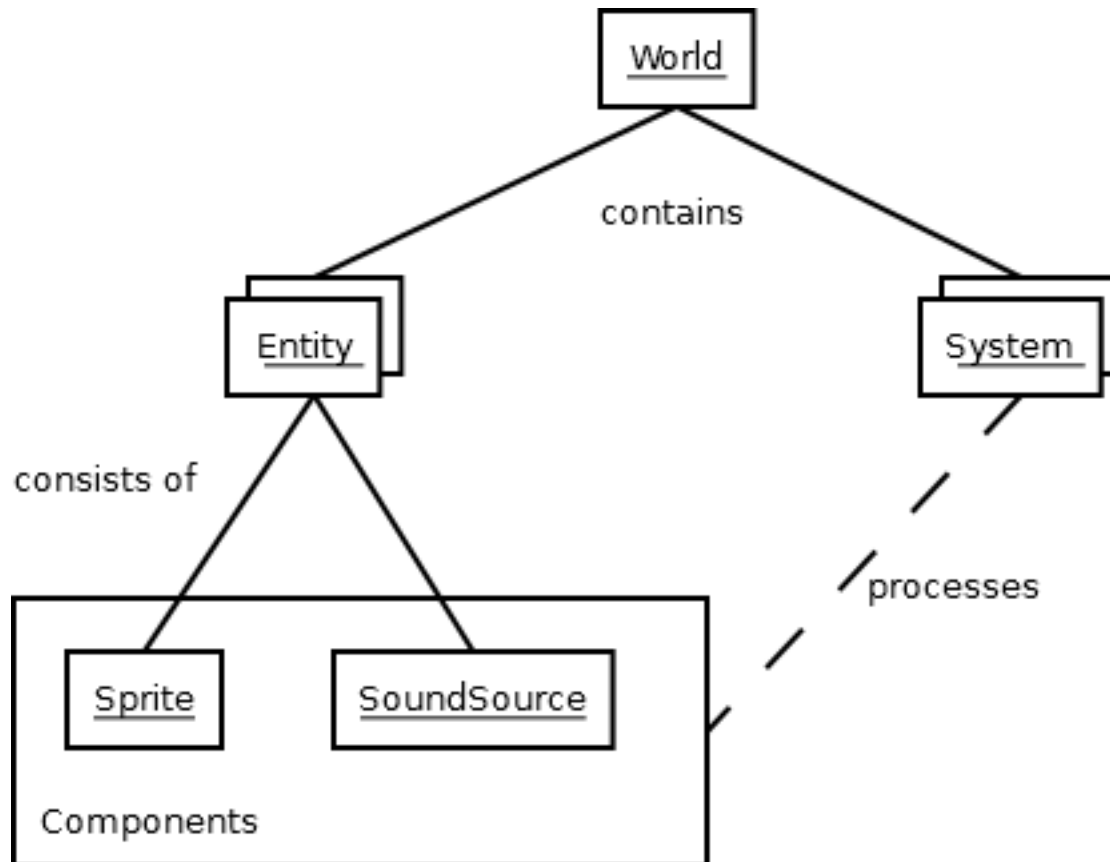 World
contains
Entity
System
consists of
processes
Sprite
SoundSource
Components